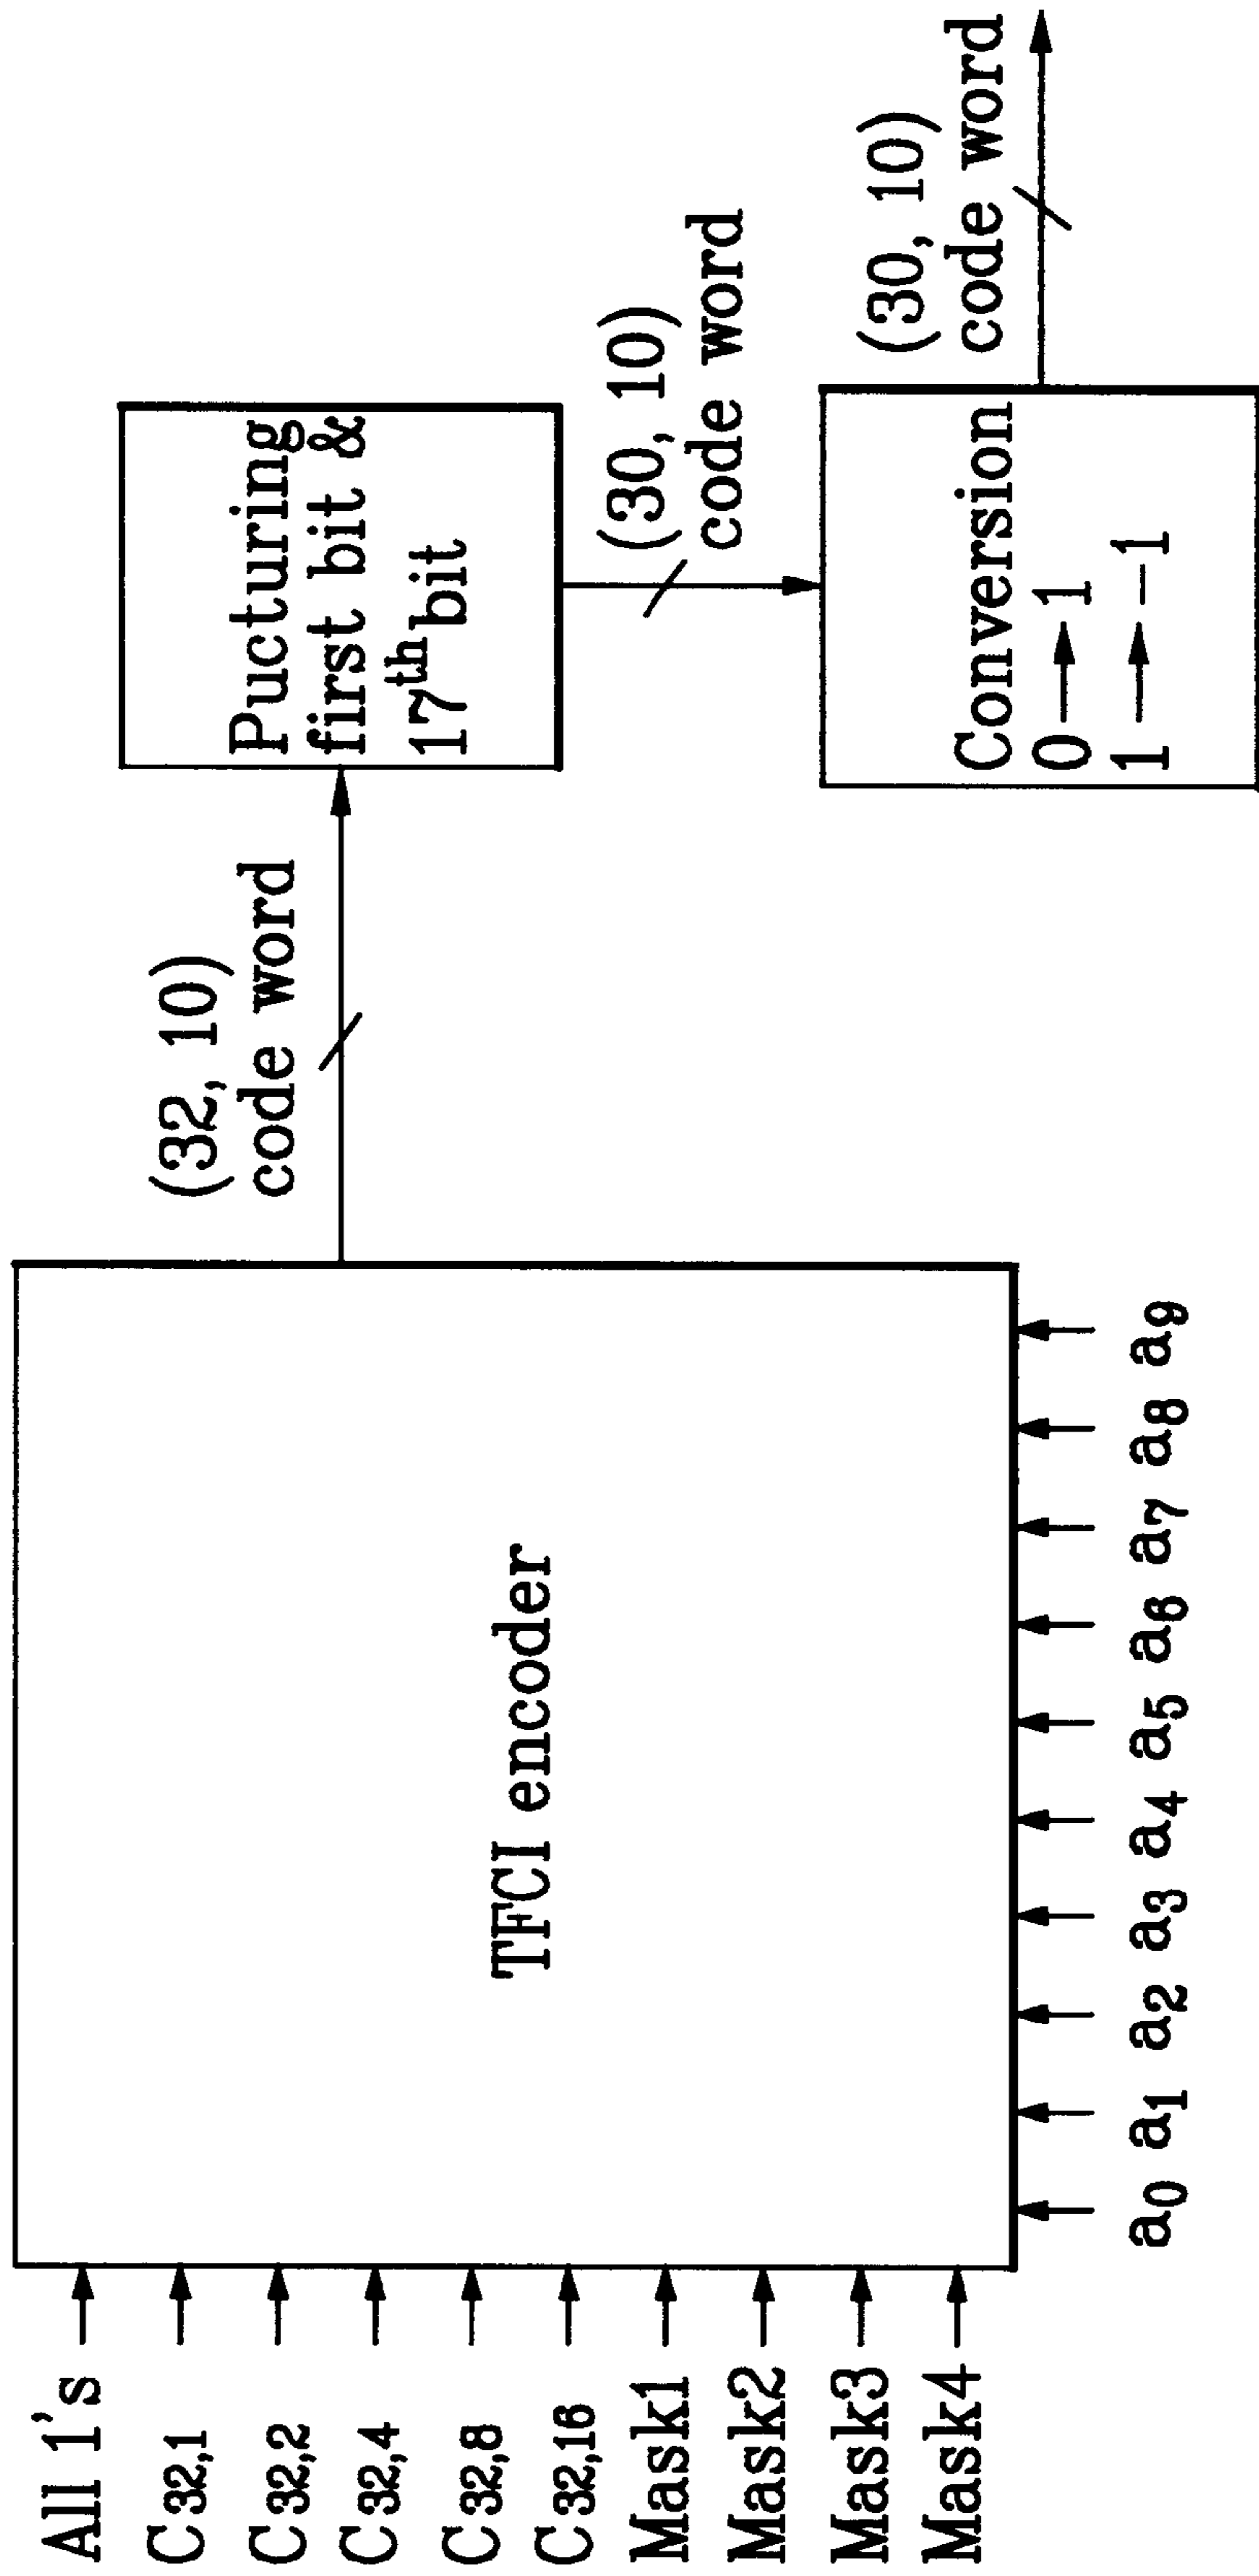 All 1's
C32,1
C32,2
C32,4
C32,8
C32,16
Mask1
Mask2
Mask3
Mask4
TFCI encoder
a0 a1 a2 a3 a4 a5 a6 a7 a8 a9
(32, 10)
code word
Pucturing
first bit &
17th bit
(30, 10)
code word
Conversion
0→1
1→-1
(30, 10)
code word